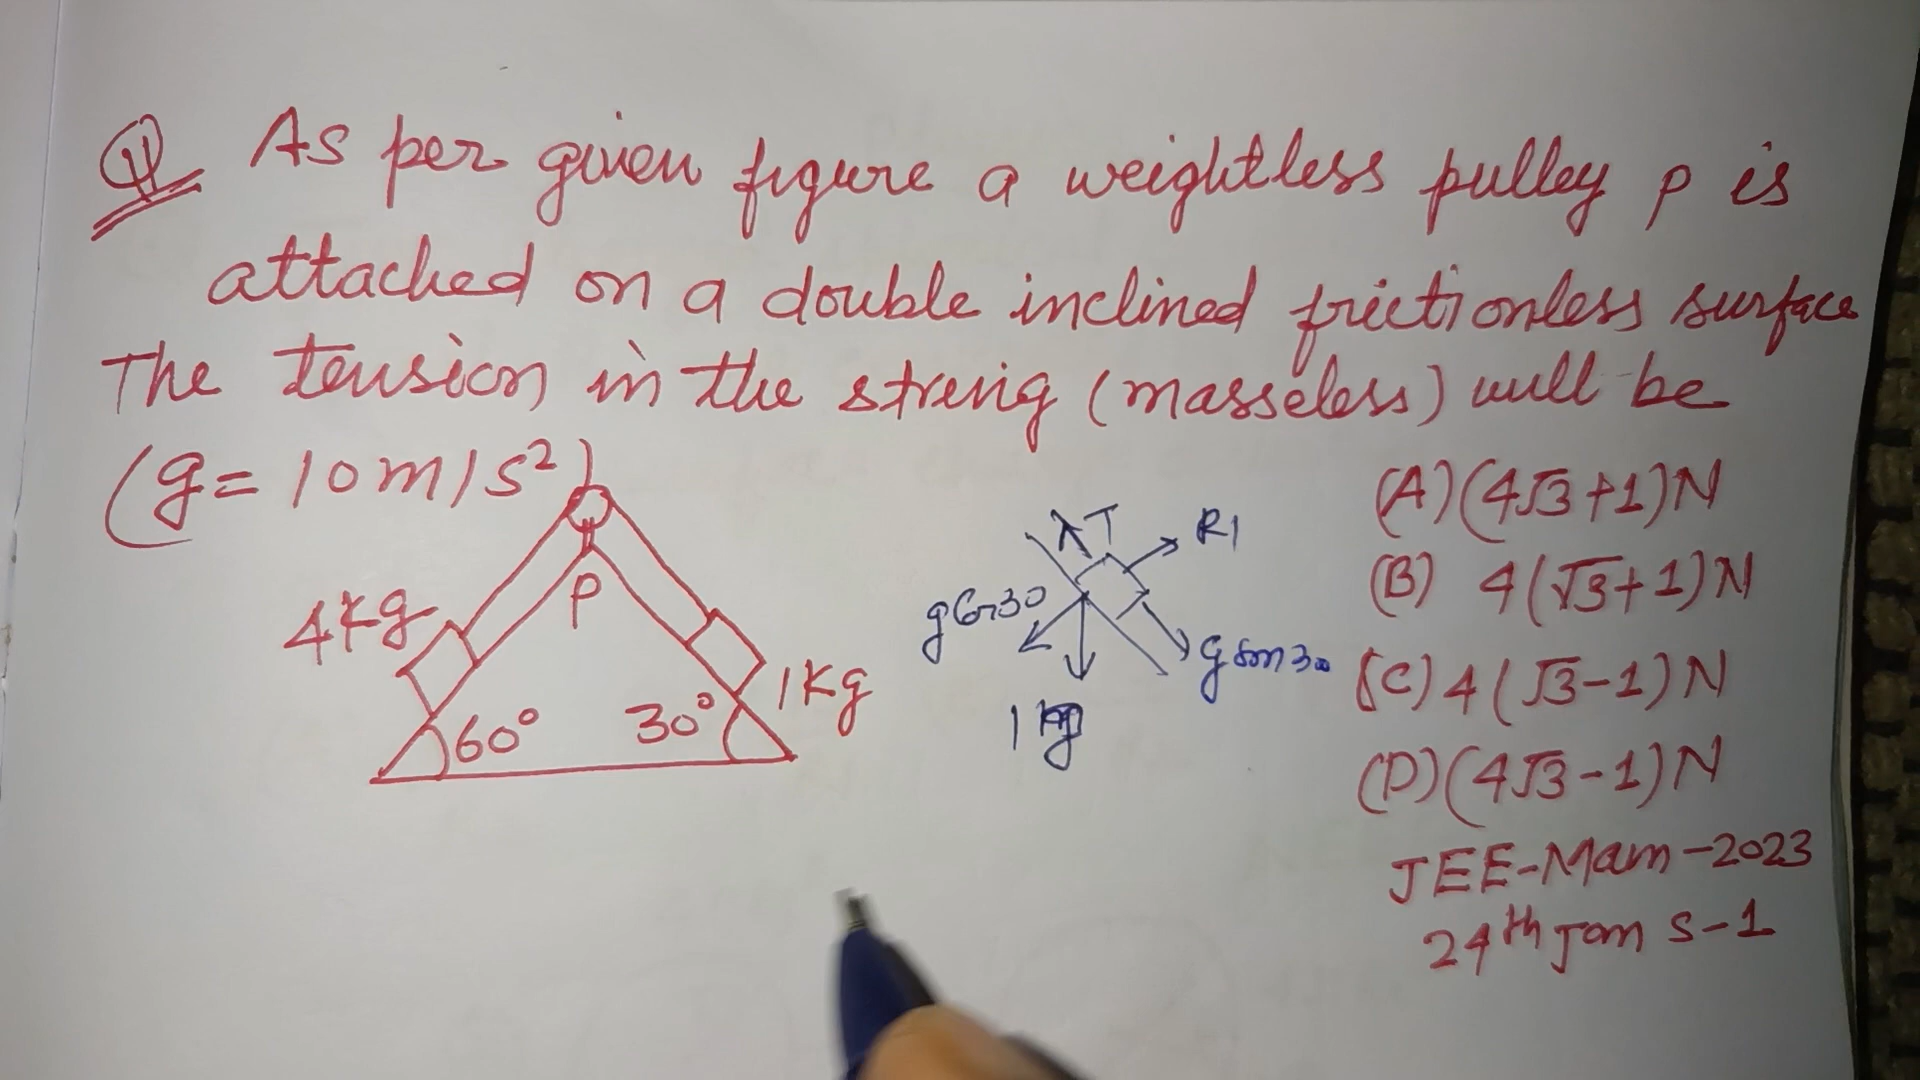 Q As per given figure a weightless pulley P is
attached on a double inclined frictionless surface
The tension in the string (masseless) will be
(g = 10 m/s²)
(A) (4√3+1)N
(B) 4(√3+1)N
(C) 4(√3-1)N
(D) (4√3-1)N
JEE-Main-2023
24th Jan S-1
P
4kg
1kg
60°
30°
T
R1
g cos30
g sin30